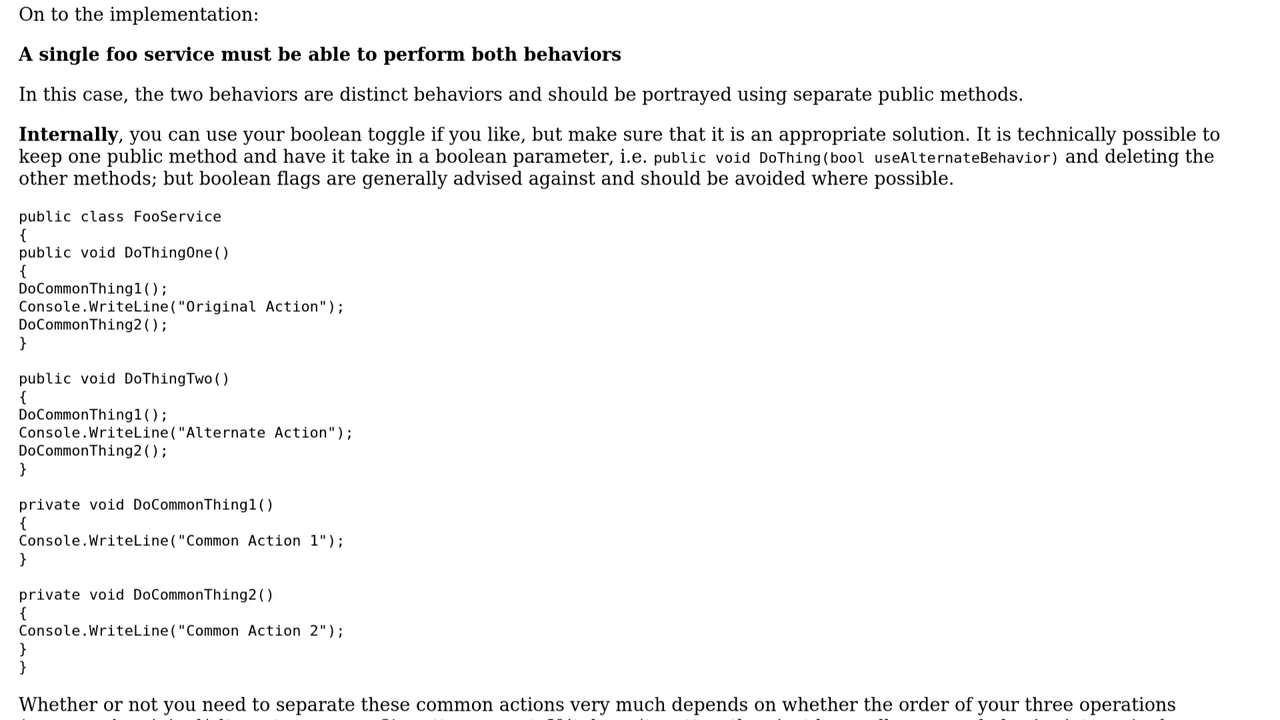 On to the implementation:
A single foo service must be able to perform both behaviors
In this case, the two behaviors are distinct behaviors and should be portrayed using separate public methods.
Internally, you can use your boolean toggle if you like, but make sure that it is an appropriate solution. It is technically possible to
keep one public method and have it take in a boolean parameter, i.e. public void DoThing(bool useAlternateBehavior) and deleting the
other methods; but boolean flags are generally advised against and should be avoided where possible.
public class FooService
{
public void DoThingOne()
{
DoCommonThing1();
Console.WriteLine("Original Action");
DoCommonThing2();
}
public void DoThingTwo()
{
DoCommonThing1();
Console.WriteLine("Alternate Action");
DoCommonThing2();
}
private void DoCommonThing1()
{
Console.WriteLine("Common Action 1");
}
private void DoCommonThing2()
{
Console.WriteLine("Common Action 2");
}
}
Whether or not you need to separate these common actions very much depends on whether the order of your three operations